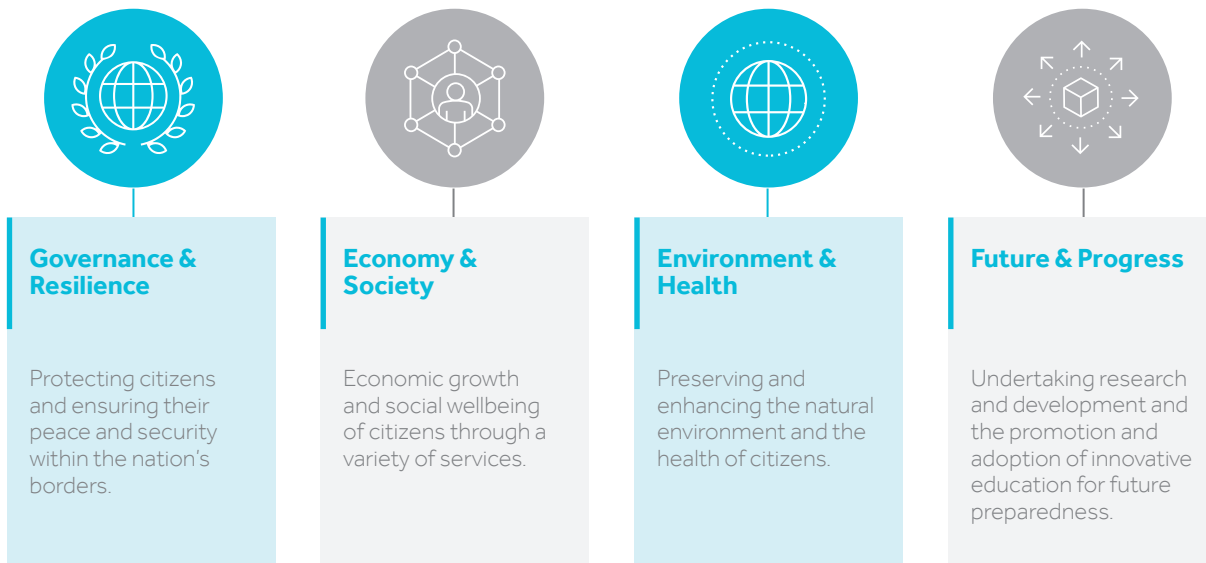 Governance &
Resilience
Protecting citizens
and ensuring their
peace and security
within the nation's
borders.
Economy &
Society
Economic growth
and social wellbeing
of citizens through a
variety of services.
Environment &
Health
Preserving and
enhancing the natural
environment and the
health of citizens.
Future & Progress
Undertaking research
and development and
the promotion and
adoption of innovative
education for future
preparedness.